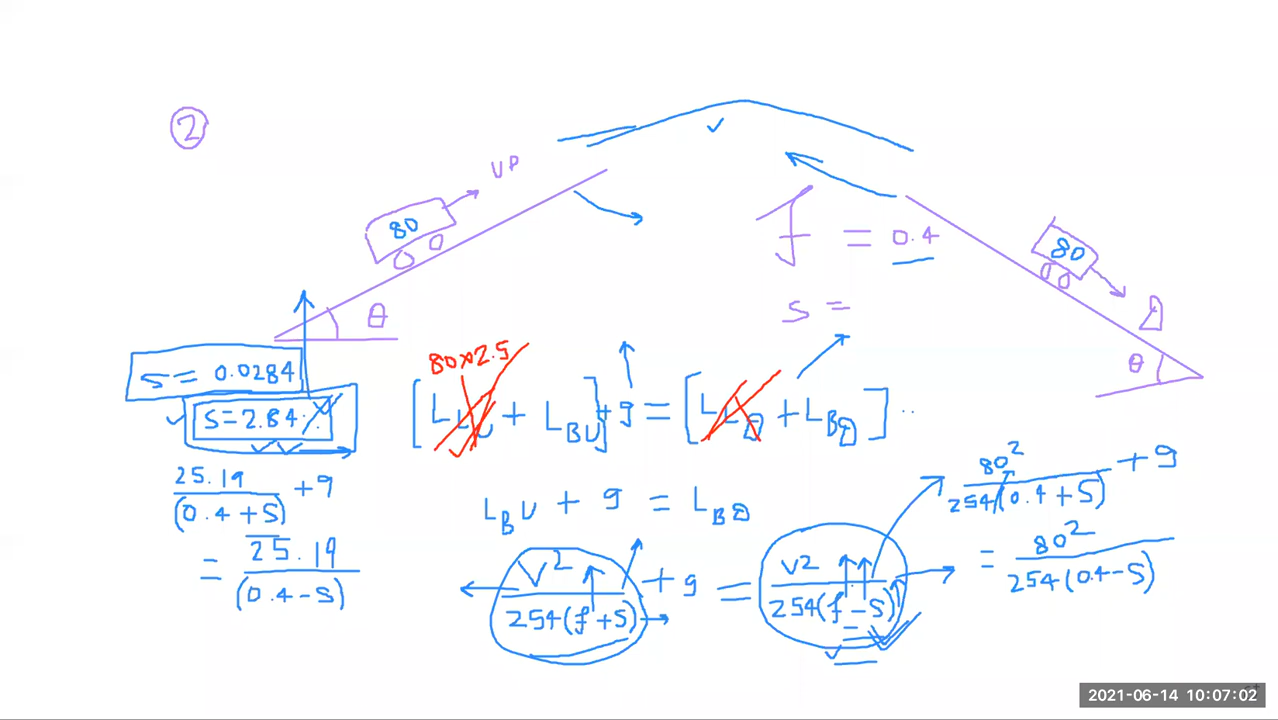 2
UP
80
θ
f = 0.4
S =
80
D
θ
S = 0.0284
S = 2.84 %
80×2.5
[LLU + LBU] + 9 = [LLD + LBD] ..
LBU + 9 = LBD
25.19/(0.4 + S) + 9
= 25.19/(0.4 - S)
V²/254(f + S) + 9 = V²/254(f - S)
80²/254(0.4 + S) + 9
= 80²/254(0.4 - S)
2021-06-14 10:07:02